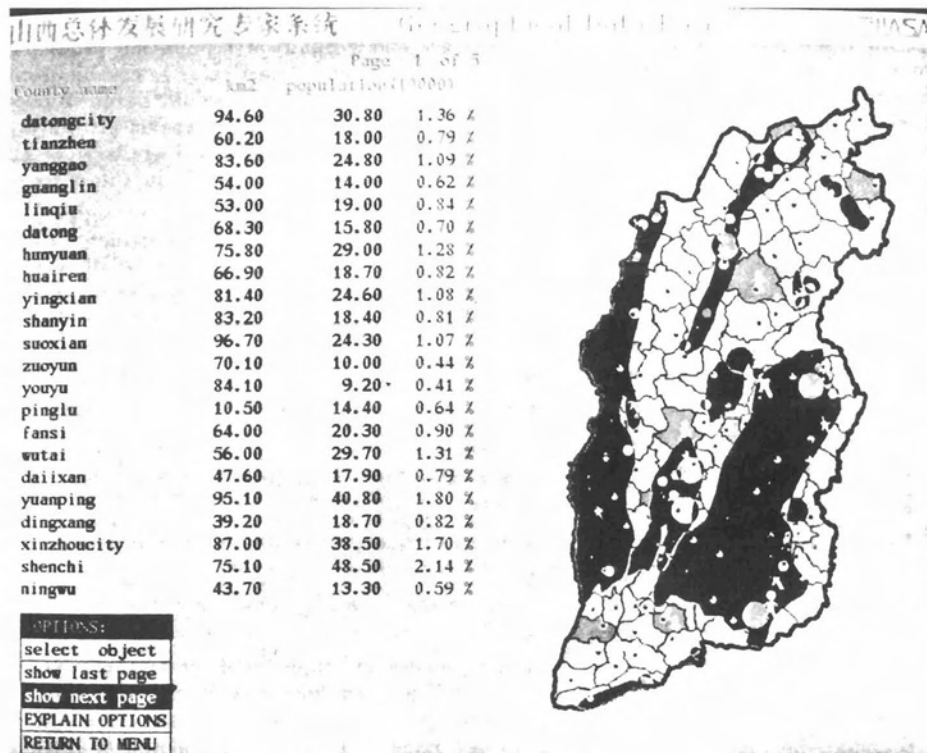 山西总体发展研究专家系统 Geographical Data IIASA
Page 1 of 5
County name km2 population(10000)
datongcity 94.60 30.80 1.36 %
tianzhen 60.20 18.00 0.79 %
yanggao 83.60 24.80 1.09 %
guanglin 54.00 14.00 0.62 %
linqiu 53.00 19.00 0.84 %
datong 68.30 15.80 0.70 %
hunyuan 75.80 29.00 1.28 %
huairen 66.90 18.70 0.82 %
yingxian 81.40 24.60 1.08 %
shanyin 83.20 18.40 0.81 %
suoxian 96.70 24.30 1.07 %
zuoyun 70.10 10.00 0.44 %
youyu 84.10 9.20 0.41 %
pinglu 10.50 14.40 0.64 %
fansi 64.00 20.30 0.90 %
wutai 56.00 29.70 1.31 %
daiixan 47.60 17.90 0.79 %
yuanping 95.10 40.80 1.80 %
dingxang 39.20 18.70 0.82 %
xinzhoucity 87.00 38.50 1.70 %
shenchi 75.10 48.50 2.14 %
ningwu 43.70 13.30 0.59 %
OPTIONS:
select object
show last page
show next page
EXPLAIN OPTIONS
RETURN TO MENU